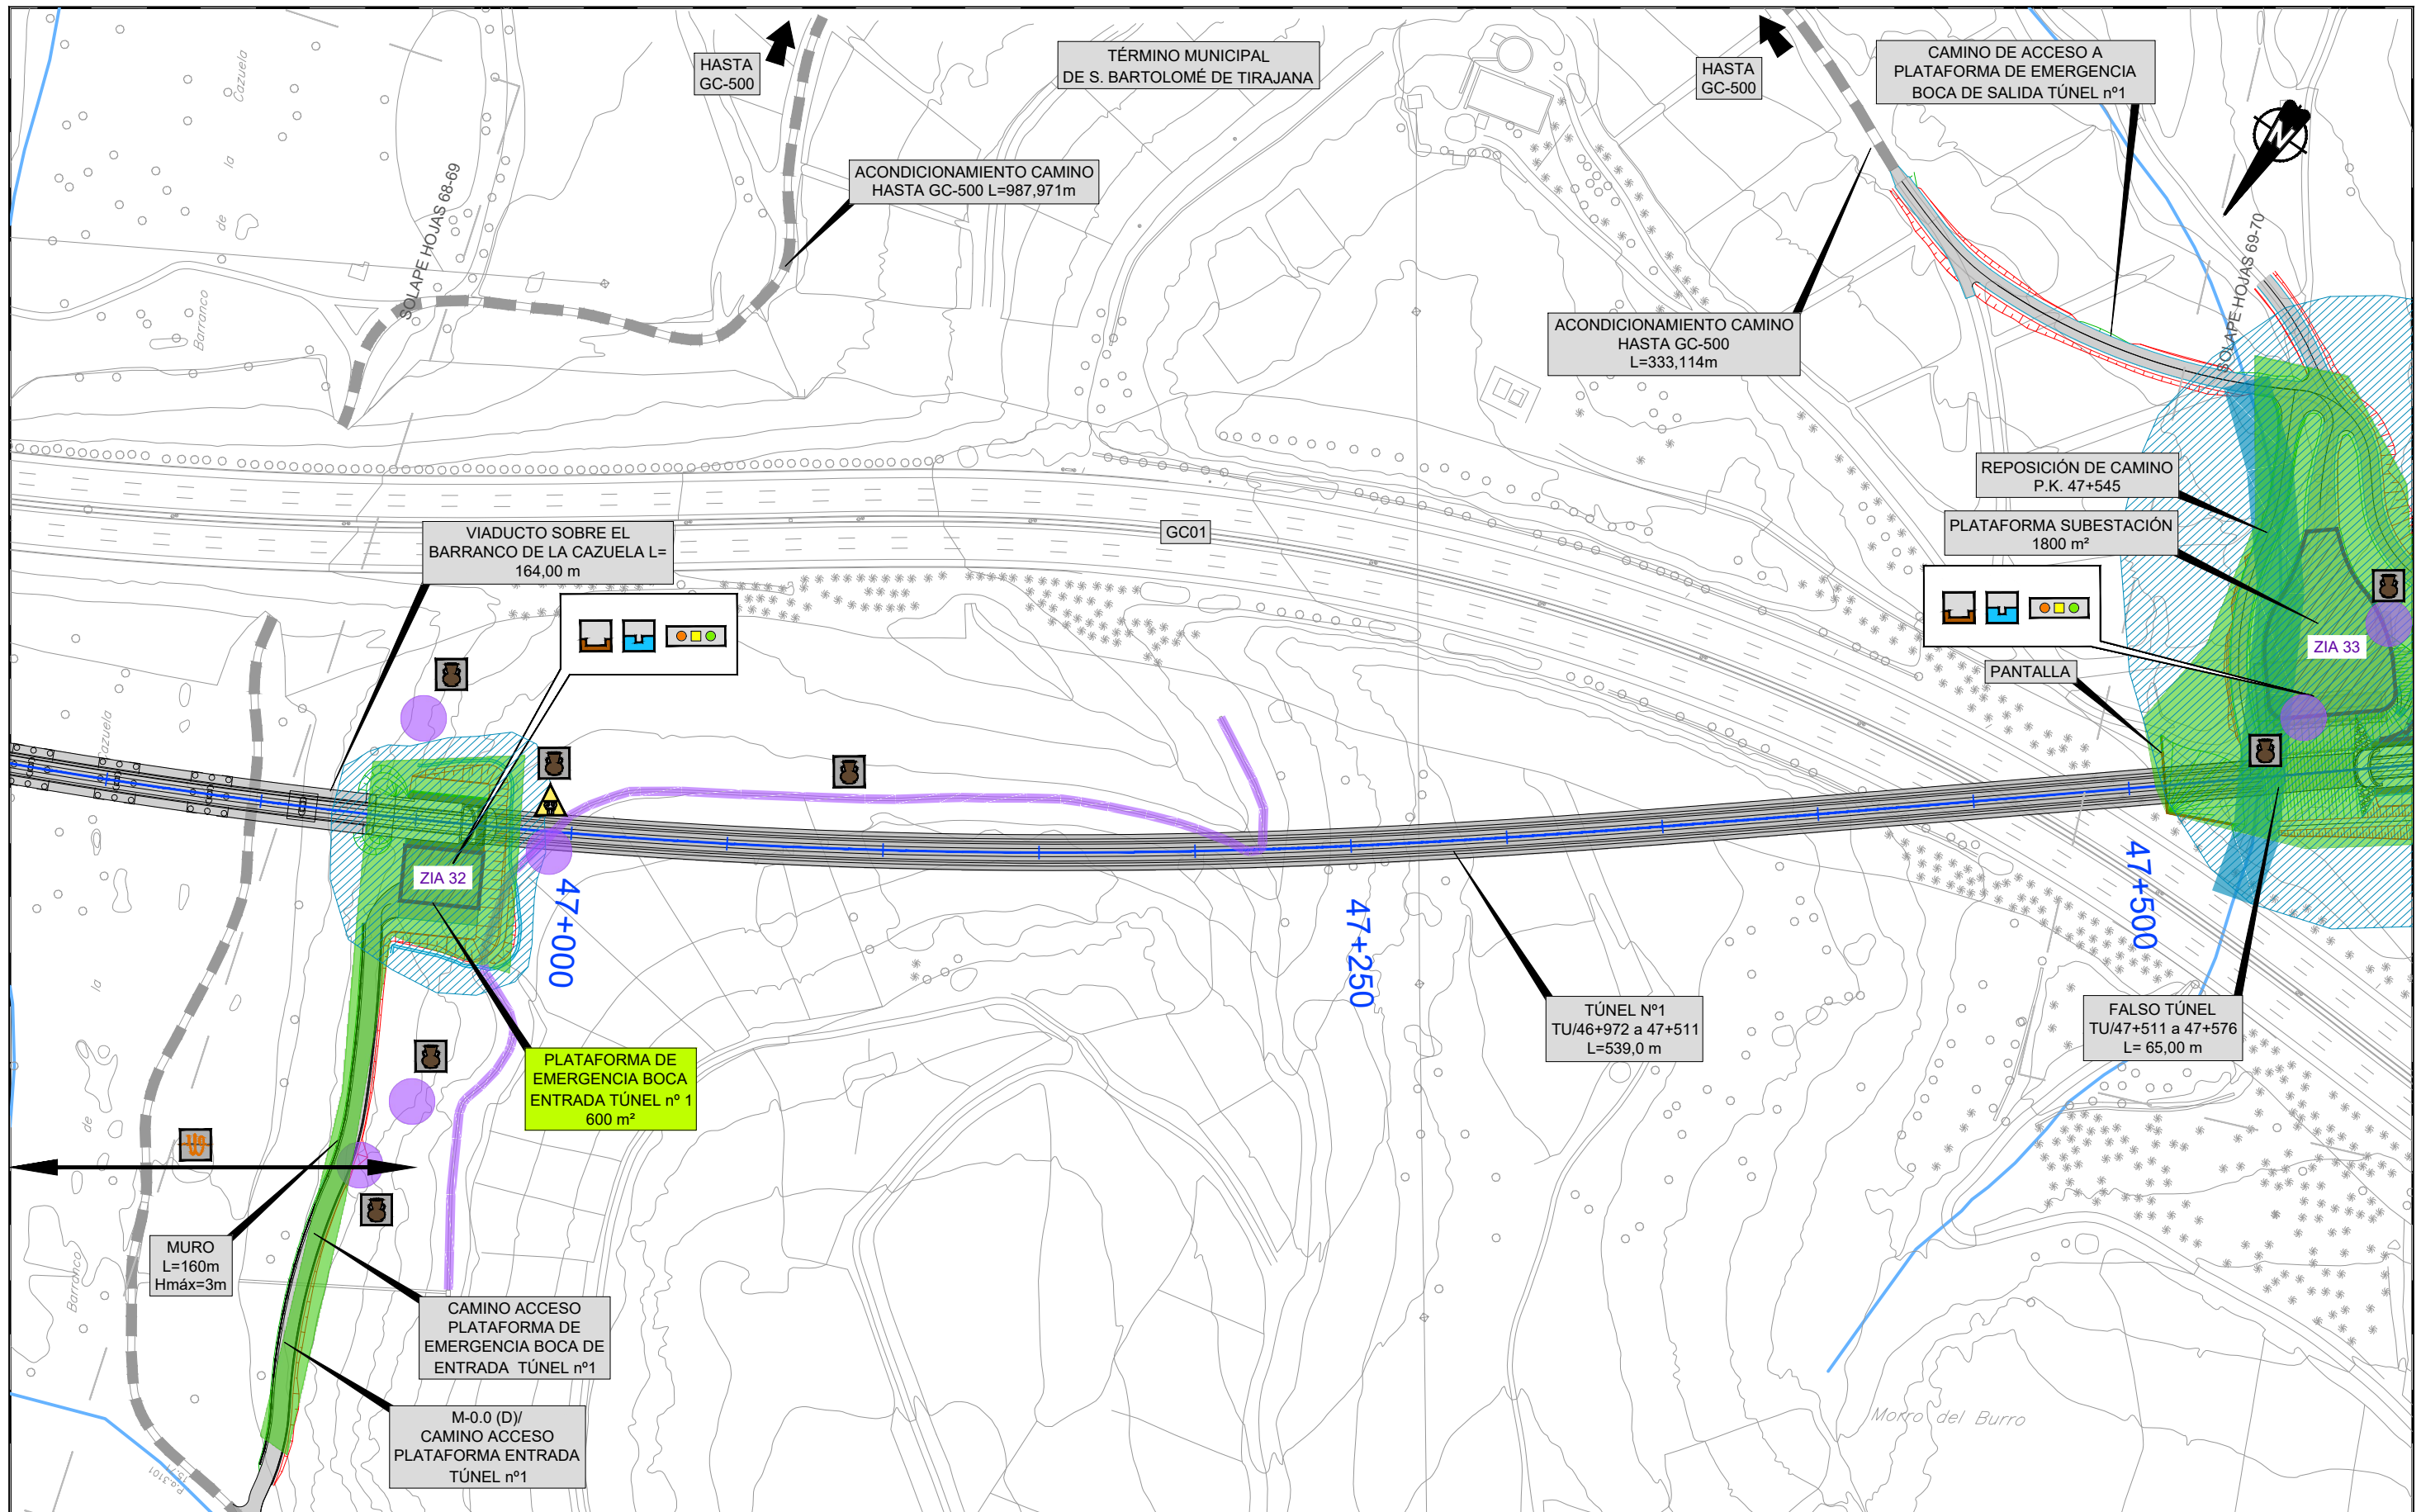 HASTA
GC-500
TÉRMINO MUNICIPAL
DE S. BARTOLOMÉ DE TIRAJANA
HASTA
GC-500
CAMINO DE ACCESO A
PLATAFORMA DE EMERGENCIA
BOCA DE SALIDA TÚNEL nº1
N
Barranco
de
la
Cazuela
SOLAPE HOJAS 68-69
ACONDICIONAMIENTO CAMINO
HASTA GC-500 L=987,971m
SOLAPE HOJAS 69-70
ACONDICIONAMIENTO CAMINO
HASTA GC-500
L=333,114m
REPOSICIÓN DE CAMINO
P.K. 47+545
PLATAFORMA SUBESTACIÓN
1800 m²
VIADUCTO SOBRE EL
BARRANCO DE LA CAZUELA L=
164,00 m
GC01
ZIA 33
PANTALLA
ZIA 32
47+000
47+250
47+500
Barranco
de
la
Cazuela
TÚNEL Nº1
TU/46+972 a 47+511
L=539,0 m
FALSO TÚNEL
TU/47+511 a 47+576
L= 65,00 m
PLATAFORMA DE
EMERGENCIA BOCA
ENTRADA TÚNEL nº 1
600 m²
MURO
L=160m
Hmáx=3m
CAMINO ACCESO
PLATAFORMA DE
EMERGENCIA BOCA DE
ENTRADA TÚNEL nº1
M-0.0 (D)/
CAMINO ACCESO
PLATAFORMA ENTRADA
TÚNEL nº1
Morro del Burro